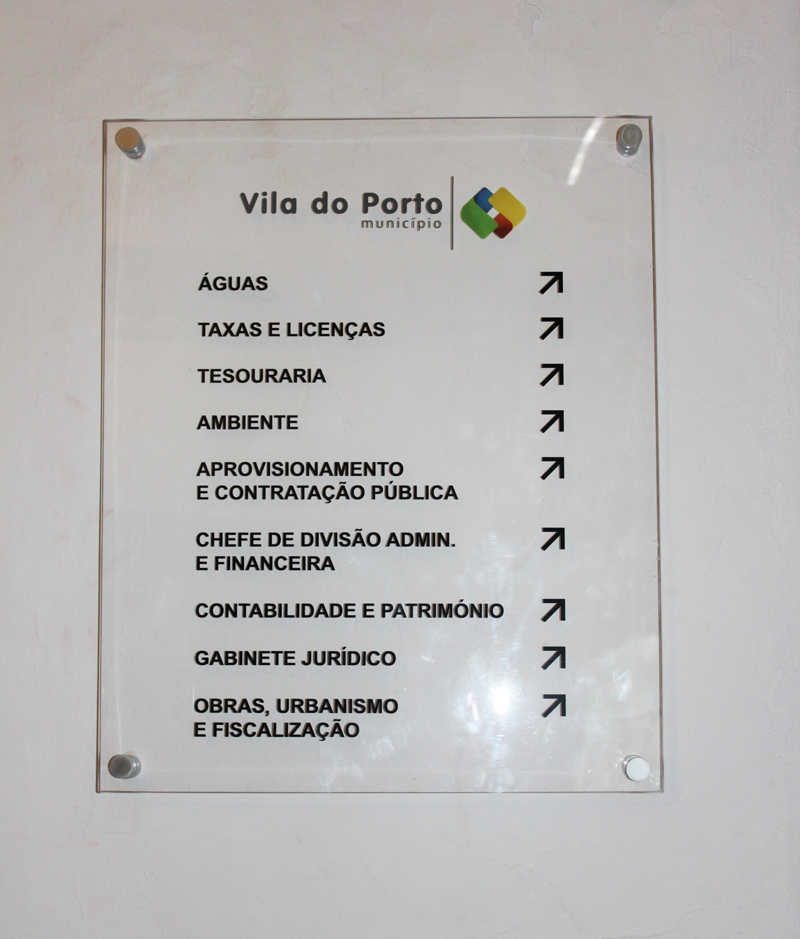 Vila do Porto
município
ÁGUAS
TAXAS E LICENÇAS
TESOURARIA
AMBIENTE
APROVISIONAMENTO
E CONTRATAÇÃO PÚBLICA
CHEFE DE DIVISÃO ADMIN.
E FINANCEIRA
CONTABILIDADE E PATRIMÓNIO
GABINETE JURÍDICO
OBRAS, URBANISMO
E FISCALIZAÇÃO